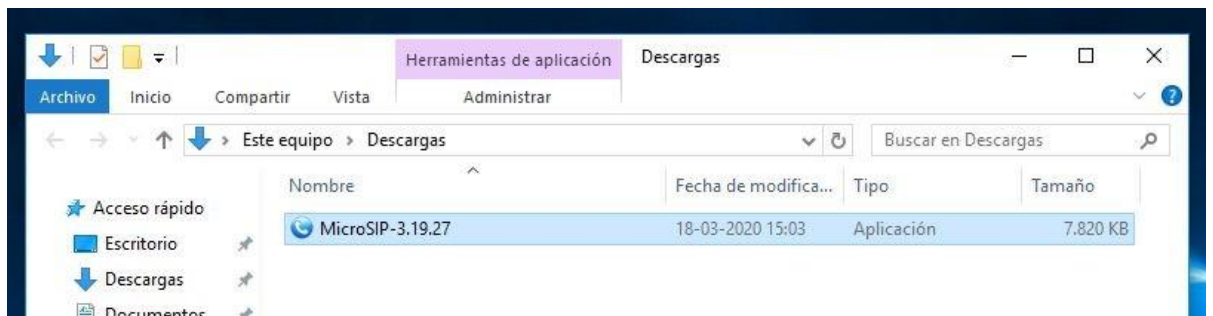 Herramientas de aplicación Descargas
Archivo Inicio Compartir Vista Administrar
Este equipo Descargas Buscar en Descargas
Nombre Fecha de modifica... Tipo Tamaño
Acceso rápido
MicroSIP-3.19.27 18-03-2020 15:03 Aplicación 7.820 KB
Escritorio
Descargas
Documentos